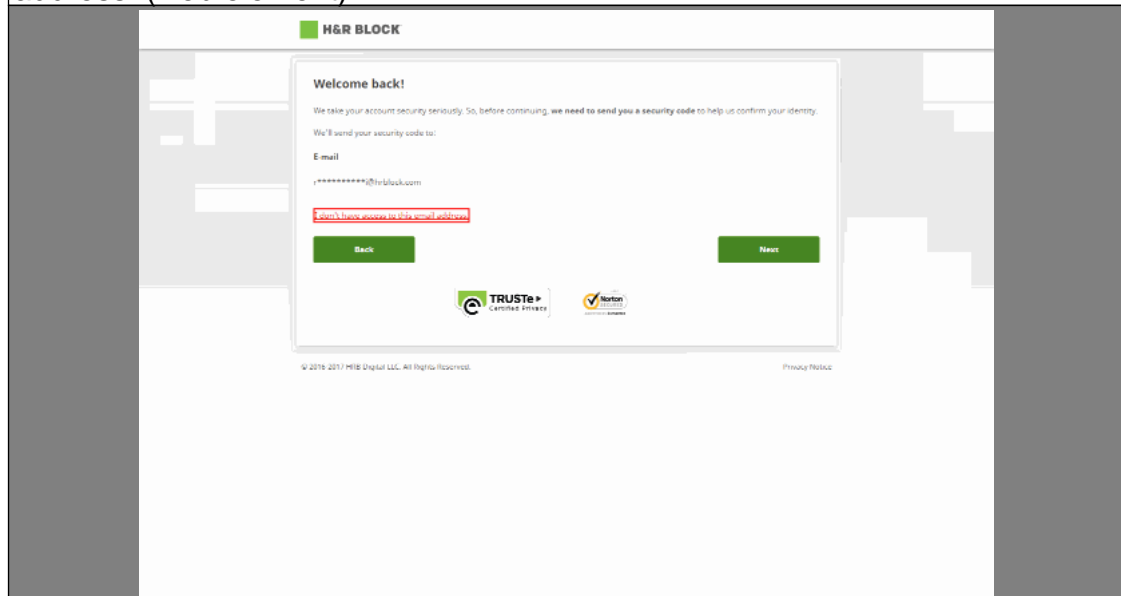 H&R BLOCK
Welcome back!
We take your account security seriously. So, before continuing, we need to send you a security code to help us confirm your identity.
We'll send your security code to:
E-mail
r**********i@hrblock.com
I don't have access to this email address.
Back
Next
TRUSTe
Certified Privacy
Norton
SECURED
© 2016-2017 HRB Digital LLC. All Rights Reserved.
Privacy Notice